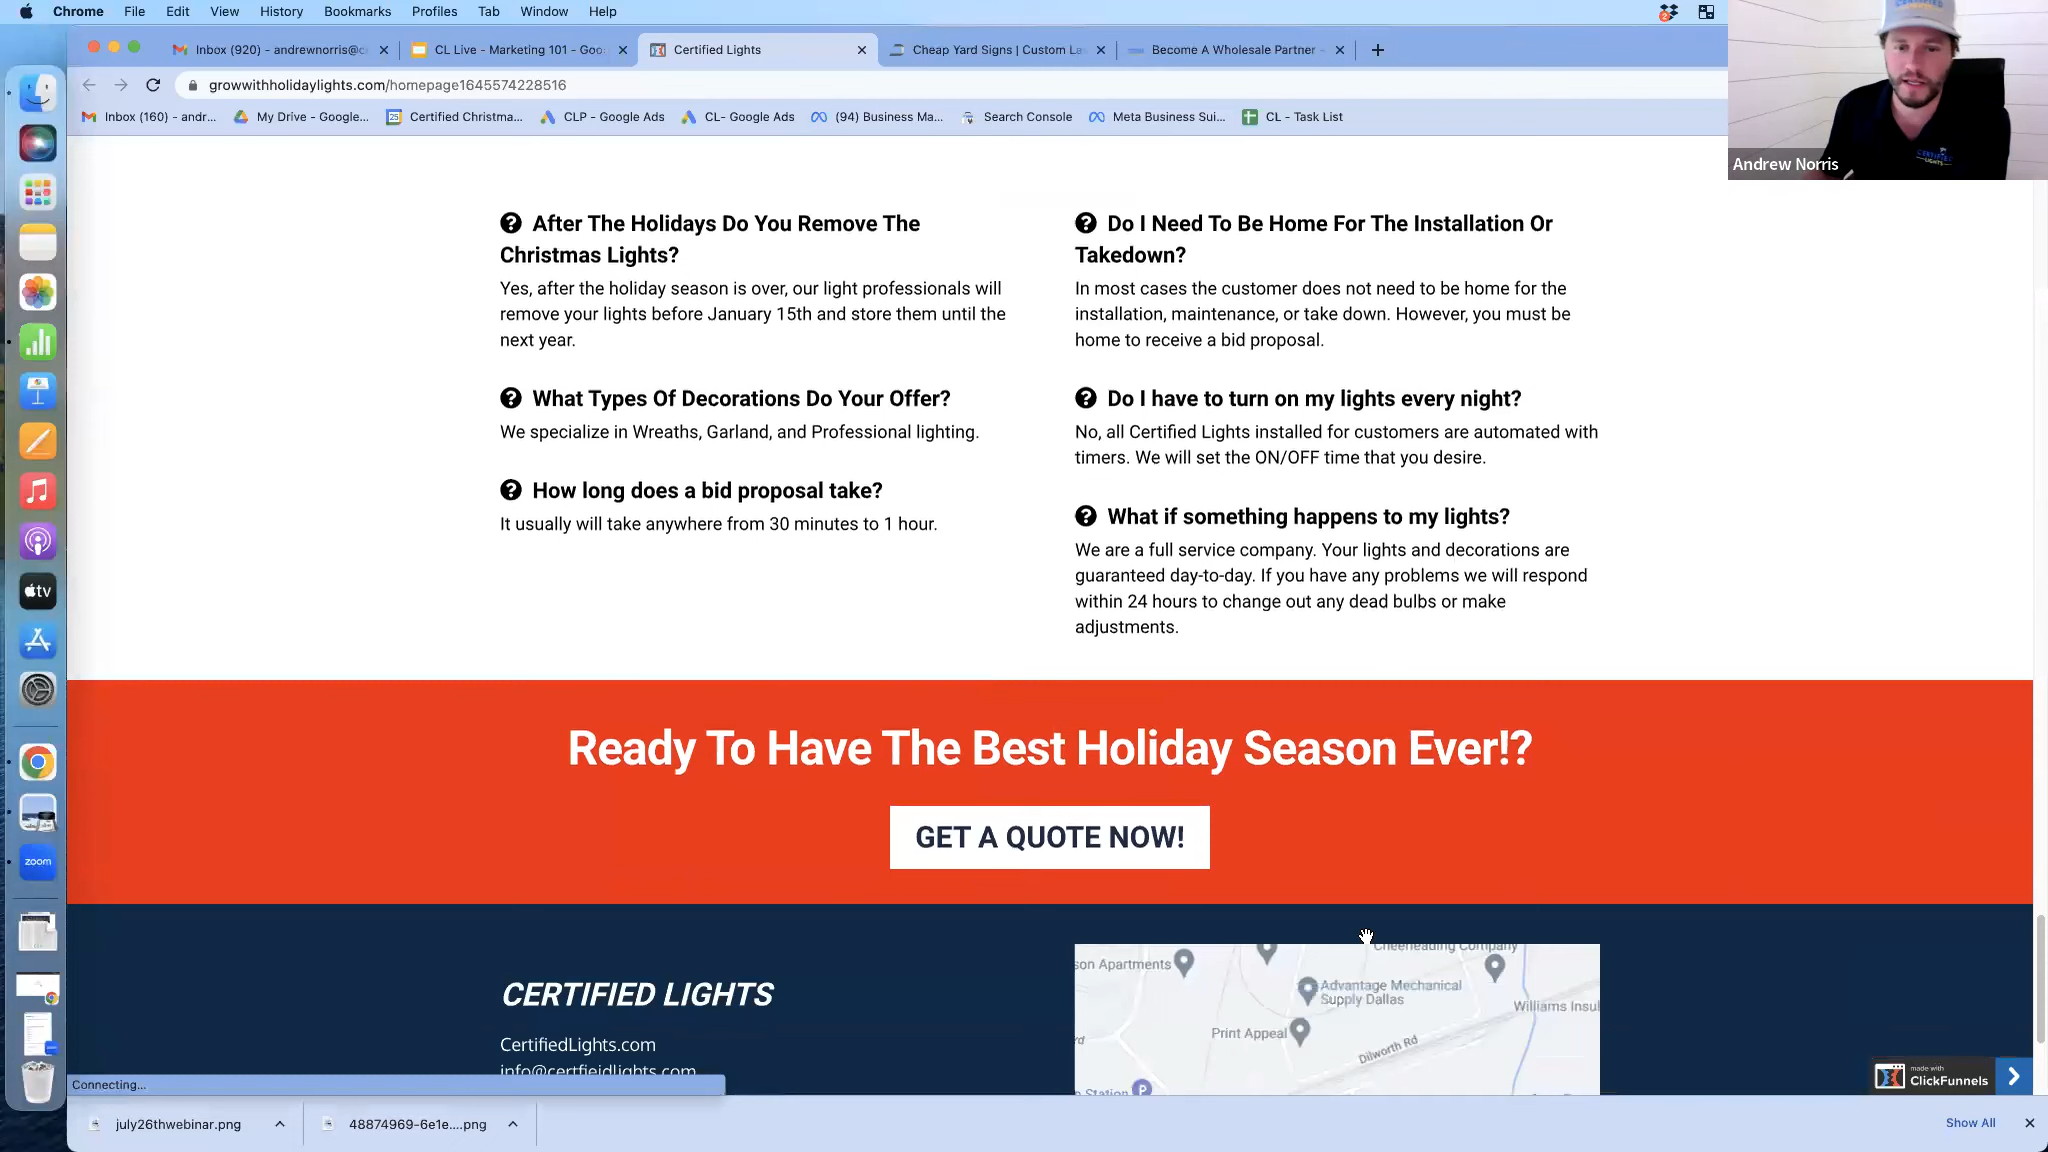 Chrome File Edit View History Bookmarks Profiles Tab Window Help
Inbox (920) - andrewnorris@c
CL Live - Marketing 101 - Goo
Certified Lights
Cheap Yard Signs | Custom La
Become A Wholesale Partner -
growwithholidaylights.com/homepage1645574228516
Inbox (160) - andr...
My Drive - Google...
Certified Christma...
CLP - Google Ads
CL- Google Ads
(94) Business Ma...
Search Console
Meta Business Sui...
CL - Task List
Andrew Norris
After The Holidays Do You Remove The
Christmas Lights?
Yes, after the holiday season is over, our light professionals will
remove your lights before January 15th and store them until the
next year.
What Types Of Decorations Do Your Offer?
We specialize in Wreaths, Garland, and Professional lighting.
How long does a bid proposal take?
It usually will take anywhere from 30 minutes to 1 hour.
Do I Need To Be Home For The Installation Or
Takedown?
In most cases the customer does not need to be home for the
installation, maintenance, or take down. However, you must be
home to receive a bid proposal.
Do I have to turn on my lights every night?
No, all Certified Lights installed for customers are automated with
timers. We will set the ON/OFF time that you desire.
What if something happens to my lights?
We are a full service company. Your lights and decorations are
guaranteed day-to-day. If you have any problems we will respond
within 24 hours to change out any dead bulbs or make
adjustments.
Ready To Have The Best Holiday Season Ever!?
GET A QUOTE NOW!
CERTIFIED LIGHTS
CertifiedLights.com
info@certfieidlights.com
Cheerleading Company
son Apartments
Advantage Mechanical
Supply Dallas
Williams Insul
Print Appeal
Dilworth Rd
Station
made with
ClickFunnels
tv
zoom
Connecting...
july26thwebinar.png
48874969-6e1e....png
Show All